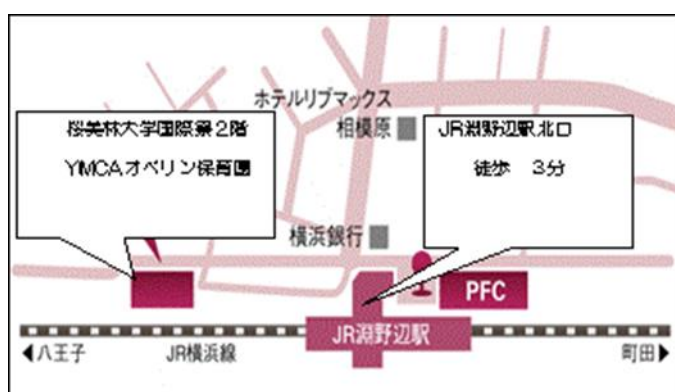 ホテルリブマックス
相模原
桜美林大学国際寮2階
YMCAオベリン保育園
JR淵野辺駅北口
徒歩 3分
横浜銀行
PFC
JR淵野辺駅
◀八王子
JR横浜線
町田▶